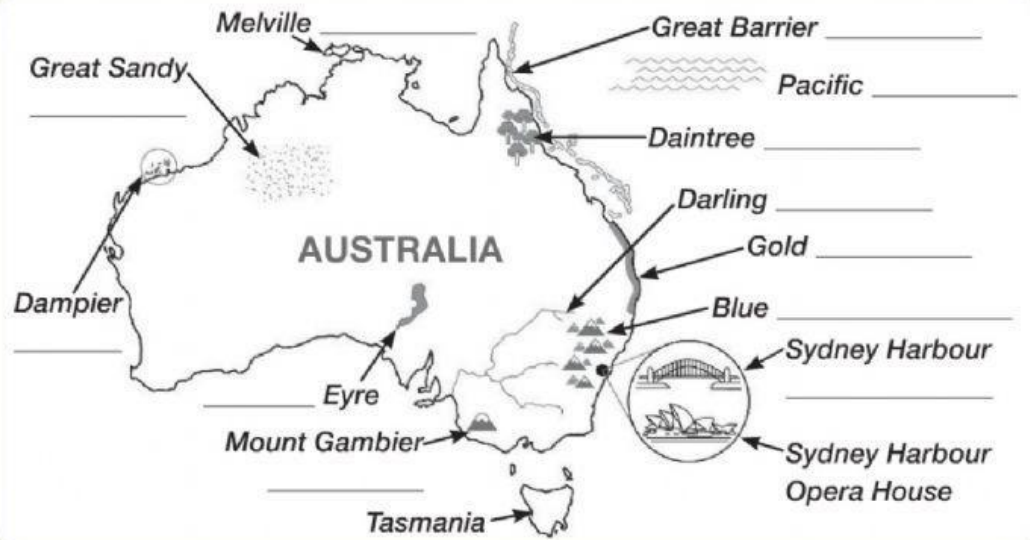 Melville
Great Barrier
Great Sandy
Pacific
Daintree
Darling
AUSTRALIA
Gold
Dampier
Blue
Sydney Harbour
Eyre
Mount Gambier
Sydney Harbour
Opera House
Tasmania